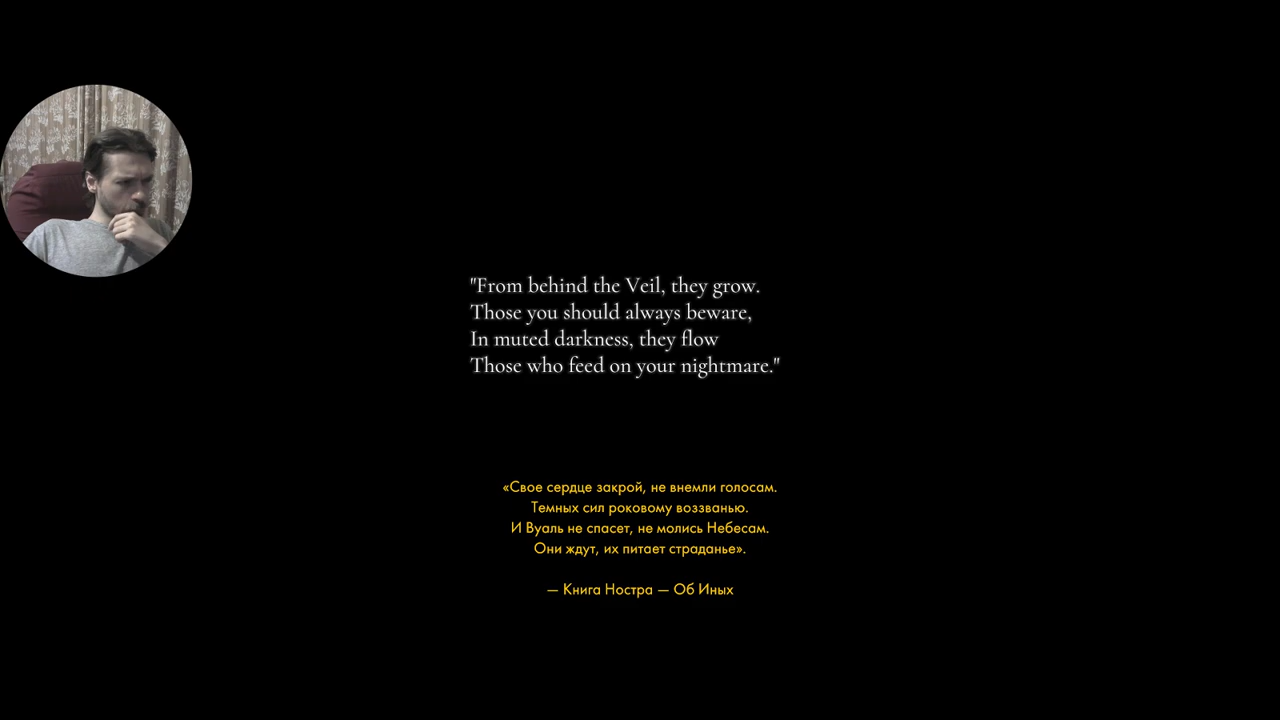 "From behind the Veil, they grow.
Those you should always beware,
In muted darkness, they flow
Those who feed on your nightmare."
«Свое сердце закрой, не внемли голосам.
Темных сил роковому воззванью.
И Вуаль не спасет, не молись Небесам.
Они ждут, их питает страданье».
— Книга Ностра — Об Иных